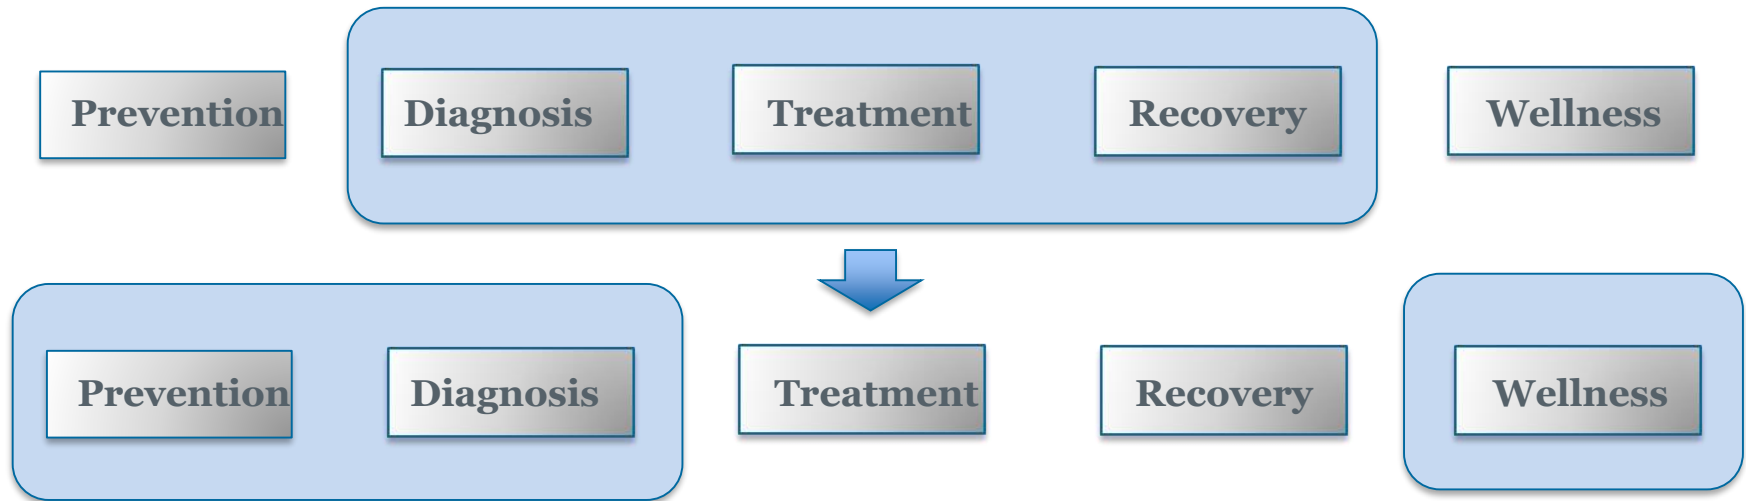 Prevention
Diagnosis
Treatment
Recovery
Wellness
Prevention
Diagnosis
Treatment
Recovery
Wellness